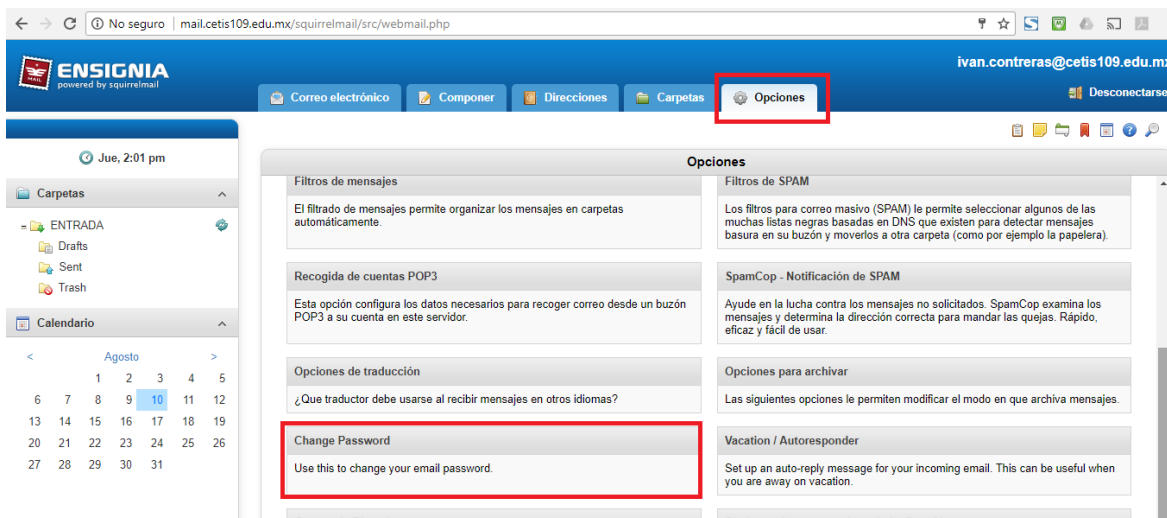 No seguro | mail.cetis109.edu.mx/squirrelmail/src/webmail.php
MAIL
ENSIGNIA
powered by squirrelmail
ivan.contreras@cetis109.edu.mx
Correo electrónico
Componer
Direcciones
Carpetas
Opciones
Desconectarse
Jue, 2:01 pm
Carpetas
ENTRADA
Drafts
Sent
Trash
Calendario
< Agosto >
1 2 3 4 5
6 7 8 9 10 11 12
13 14 15 16 17 18 19
20 21 22 23 24 25 26
27 28 29 30 31
Opciones
Filtros de mensajes
El filtrado de mensajes permite organizar los mensajes en carpetas
automáticamente.
Filtros de SPAM
Los filtros para correo masivo (SPAM) le permite seleccionar algunos de las
muchas listas negras basadas en DNS que existen para detectar mensajes
basura en su buzón y moverlos a otra carpeta (como por ejemplo la papelera).
Recogida de cuentas POP3
Esta opción configura los datos necesarios para recoger correo desde un buzón
POP3 a su cuenta en este servidor.
SpamCop - Notificación de SPAM
Ayude en la lucha contra los mensajes no solicitados. SpamCop examina los
mensajes y determina la dirección correcta para mandar las quejas. Rápido,
eficaz y fácil de usar.
Opciones de traducción
¿Que traductor debe usarse al recibir mensajes en otros idiomas?
Opciones para archivar
Las siguientes opciones le permiten modificar el modo en que archiva mensajes.
Change Password
Use this to change your email password.
Vacation / Autoresponder
Set up an auto-reply message for your incoming email. This can be useful when
you are away on vacation.